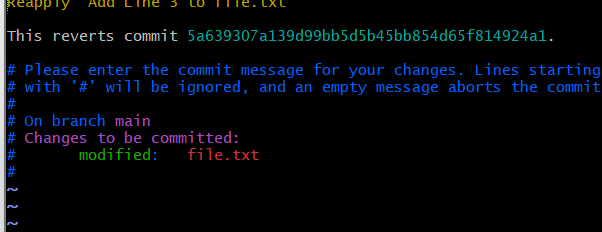 Reapply "Add Line 3 to file.txt"
This reverts commit 5a639307a139d99bb5d5b45bb854d65f814924a1.
# Please enter the commit message for your changes. Lines starting
# with '#' will be ignored, and an empty message aborts the commit
#
# On branch main
# Changes to be committed:
#       modified:   file.txt
#
~
~
~